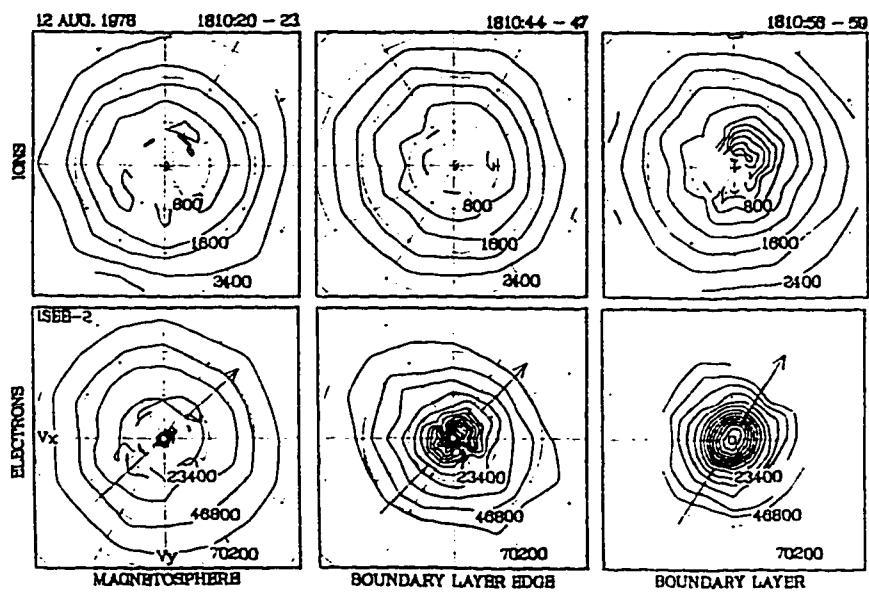 12 AUG. 1978 1810:20 - 23 1810:44 - 47 1810:58 - 59
IONS
800 800 800
1600 1600 1600
2400 2400 2400
ISEE-2
ELECTRONS
Vx
23400 23400 23400
46800 46800 46800
Vy 70200 70200 70200
MAGNETOSPHERE BOUNDARY LAYER EDGE BOUNDARY LAYER